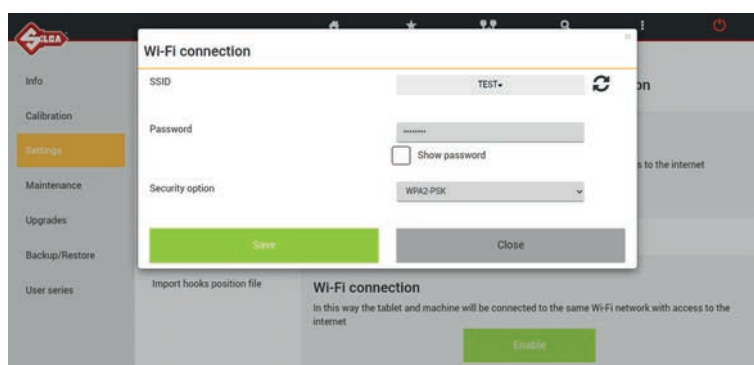 SILCA
Wi-Fi connection
SSID
TEST
Password
Show password
Security option
WPA2-PSK
Save
Close
Info
Calibration
Settings
Maintenance
Upgrades
Backup/Restore
User series
on
s to the internet
Import hooks position file
Wi-Fi connection
In this way the tablet and machine will be connected to the same Wi-Fi network with access to the
internet
Enable